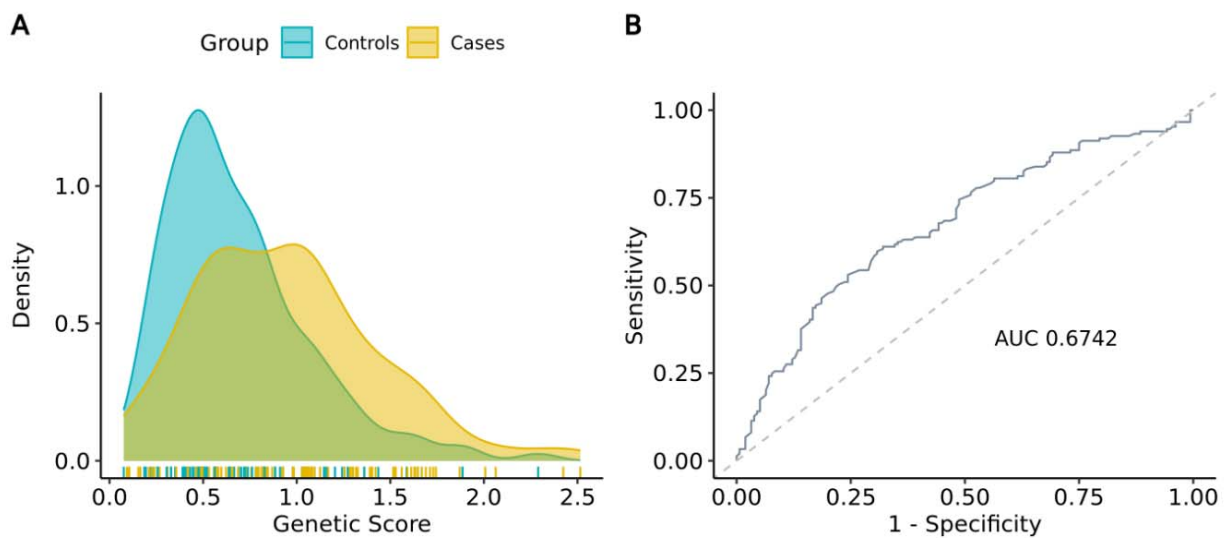 A
Group Controls Cases
Density
1.0
0.5
0.0
0.0 0.5 1.0 1.5 2.0 2.5
Genetic Score
B
Sensitivity
1.00
0.75
0.50
0.25
0.00
AUC 0.6742
0.00 0.25 0.50 0.75 1.00
1 - Specificity